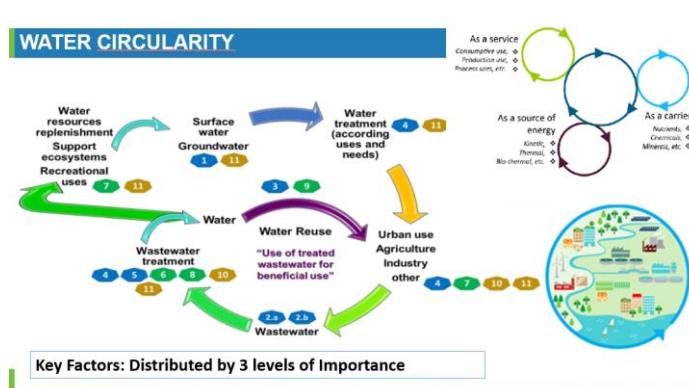 WATER CIRCULARITY
Water
resources
replenishment
Support
ecosystems
Recreational
uses
7
11
Surface
water
Groundwater
1
11
Water
treatment
(according
uses and
needs)
4
11
3
9
Water
Water Reuse
"Use of treated
wastewater for
beneficial use"
Wastewater
treatment
4
5
6
8
10
11
Urban use
Agriculture
Industry
other
4
7
10
11
2.a
2.b
Wastewater
Key Factors: Distributed by 3 levels of Importance
As a service
Consumptive use,
Production use,
Process uses, etc.
As a source of
energy
Kinetic,
Thermal,
Bio-thermal, etc.
As a carrie
Nutrients,
Chemicals,
Minerals, etc.